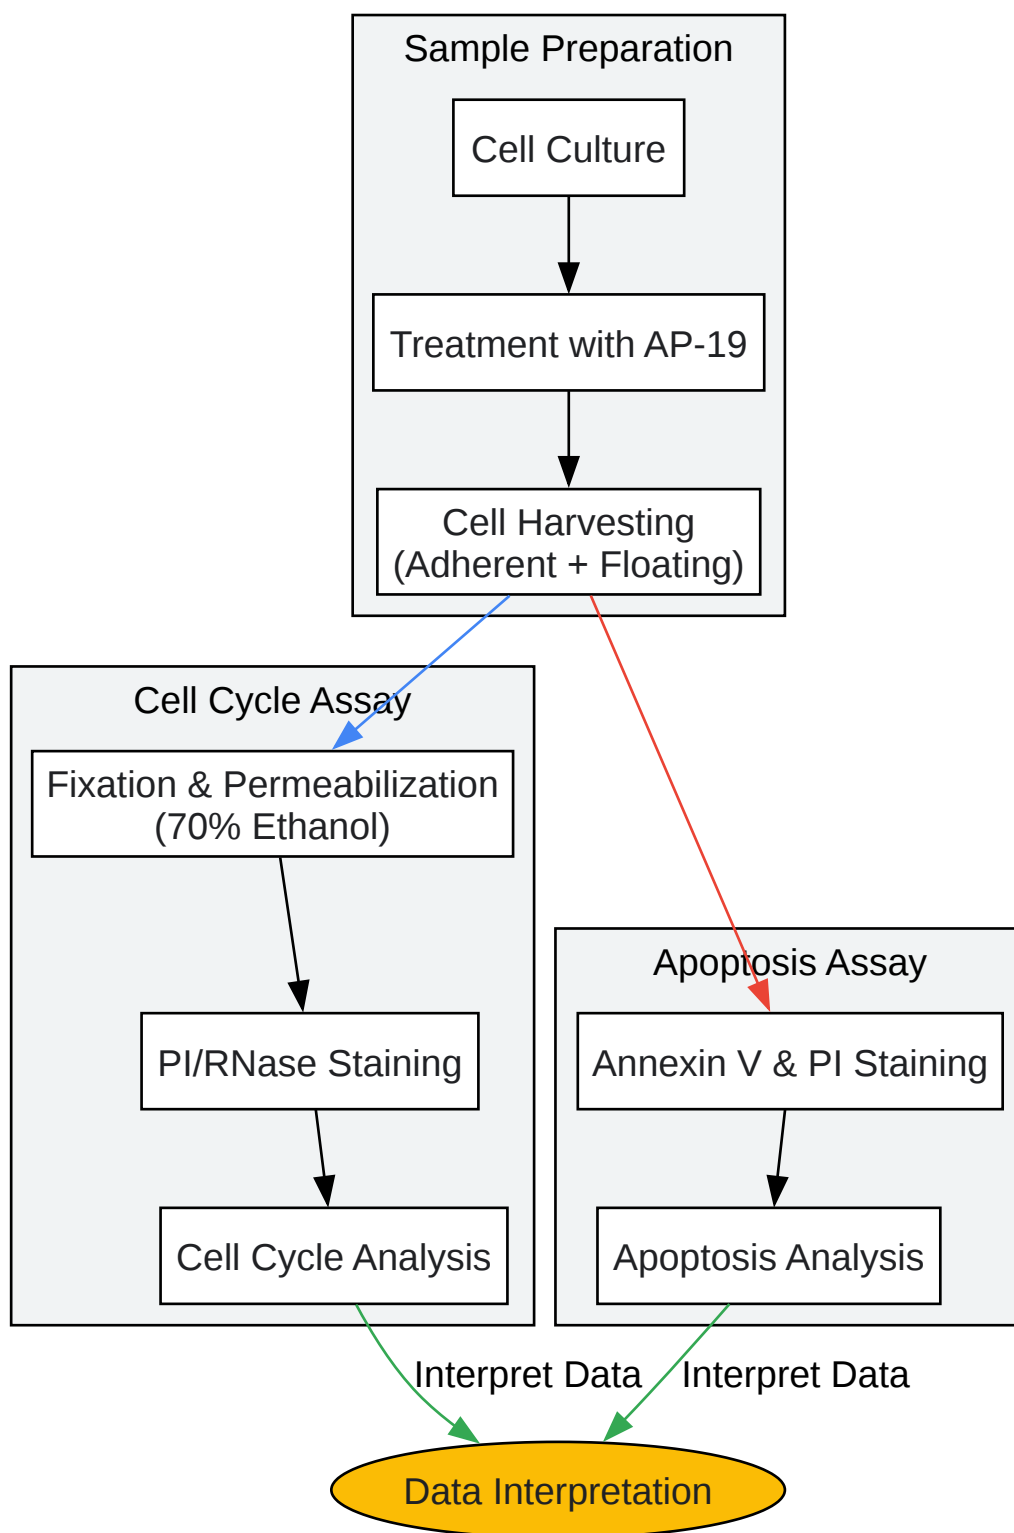 Sample Preparation
Cell Culture
Treatment with AP-19
Cell Harvesting
(Adherent + Floating)
Cell Cycle Assay
Fixation & Permeabilization
(70% Ethanol)
PI/RNase Staining
Cell Cycle Analysis
Apoptosis Assay
Annexin V & PI Staining
Apoptosis Analysis
Interpret Data
Interpret Data
Data Interpretation